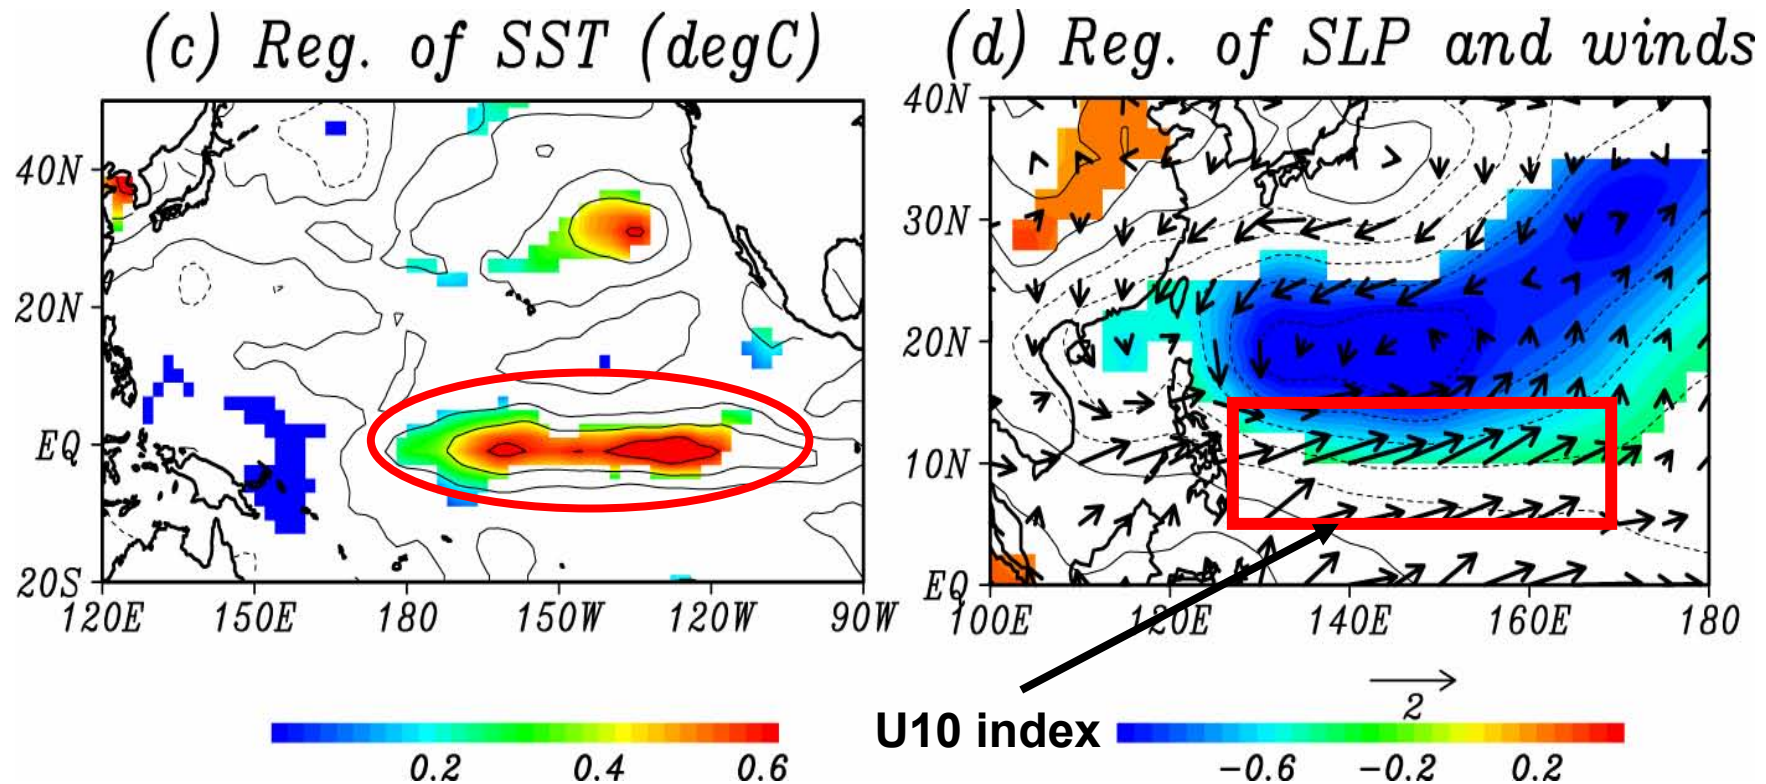 (c) Reg. of SST (degC)
40N
20N
EQ
20S
120E 150E 180 150W 120W 90W
0.2 0.4 0.6
(d) Reg. of SLP and winds
40N
30N
20N
10N
EQ
100E 120E 140E 160E 180
2
U10 index
-0.6 -0.2 0.2